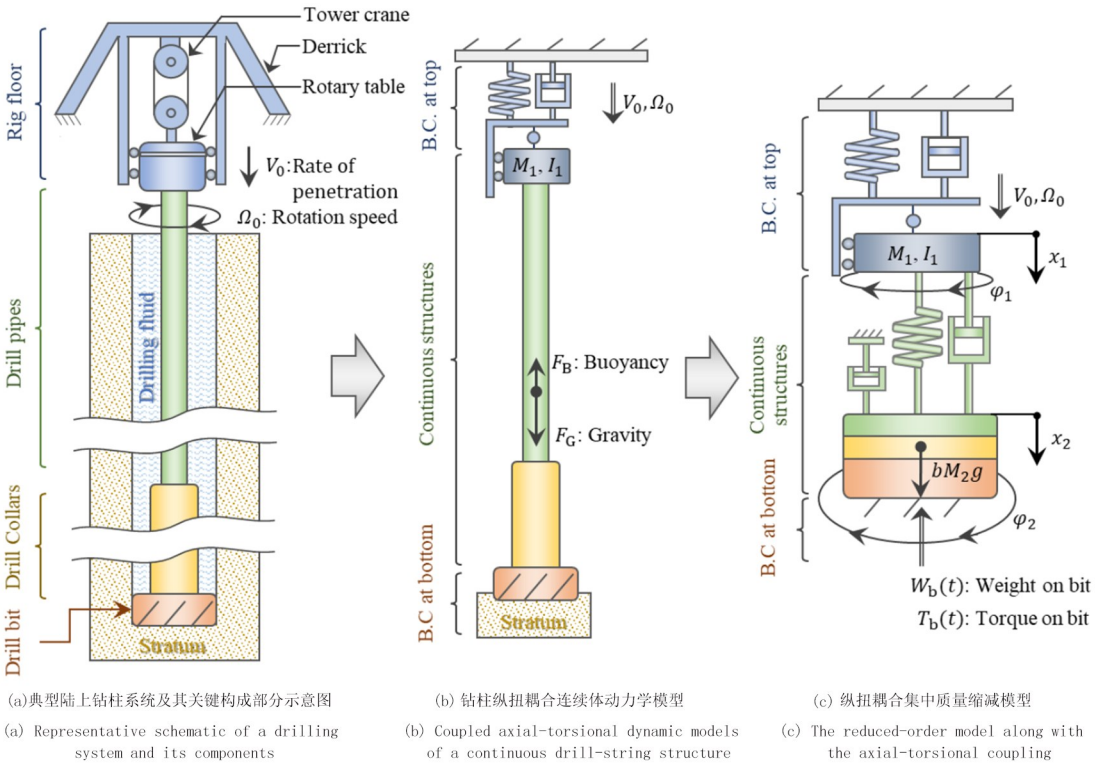 Tower crane
Derrick
Rotary table
Rig floor
V₀:Rate of
penetration
Ω₀: Rotation speed
Drill pipes
Drilling fluid
Drill Collars
Drill bit
Stratum
B.C. at top
V₀, Ω₀
M₁, I₁
Continuous structures
F_B: Buoyancy
F_G: Gravity
B.C at bottom
Stratum
B.C. at top
V₀, Ω₀
M₁, I₁
x₁
φ₁
Continuous
structures
x₂
bM₂g
φ₂
B.C at bottom
W_b(t): Weight on bit
T_b(t): Torque on bit
(a)典型陆上钻柱系统及其关键构成部分示意图
(a) Representative schematic of a drilling
system and its components
(b) 钻柱纵扭耦合连续体动力学模型
(b) Coupled axial-torsional dynamic models
of a continuous drill-string structure
(c) 纵扭耦合集中质量缩减模型
(c) The reduced-order model along with
the axial-torsional coupling